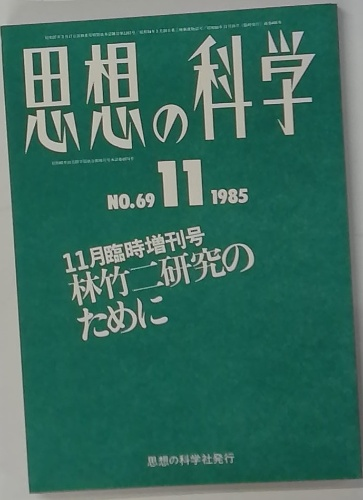 思想の科学
NO.69 11 1985
11月臨時増刊号
林竹二研究の
ために
思想の科学社発行